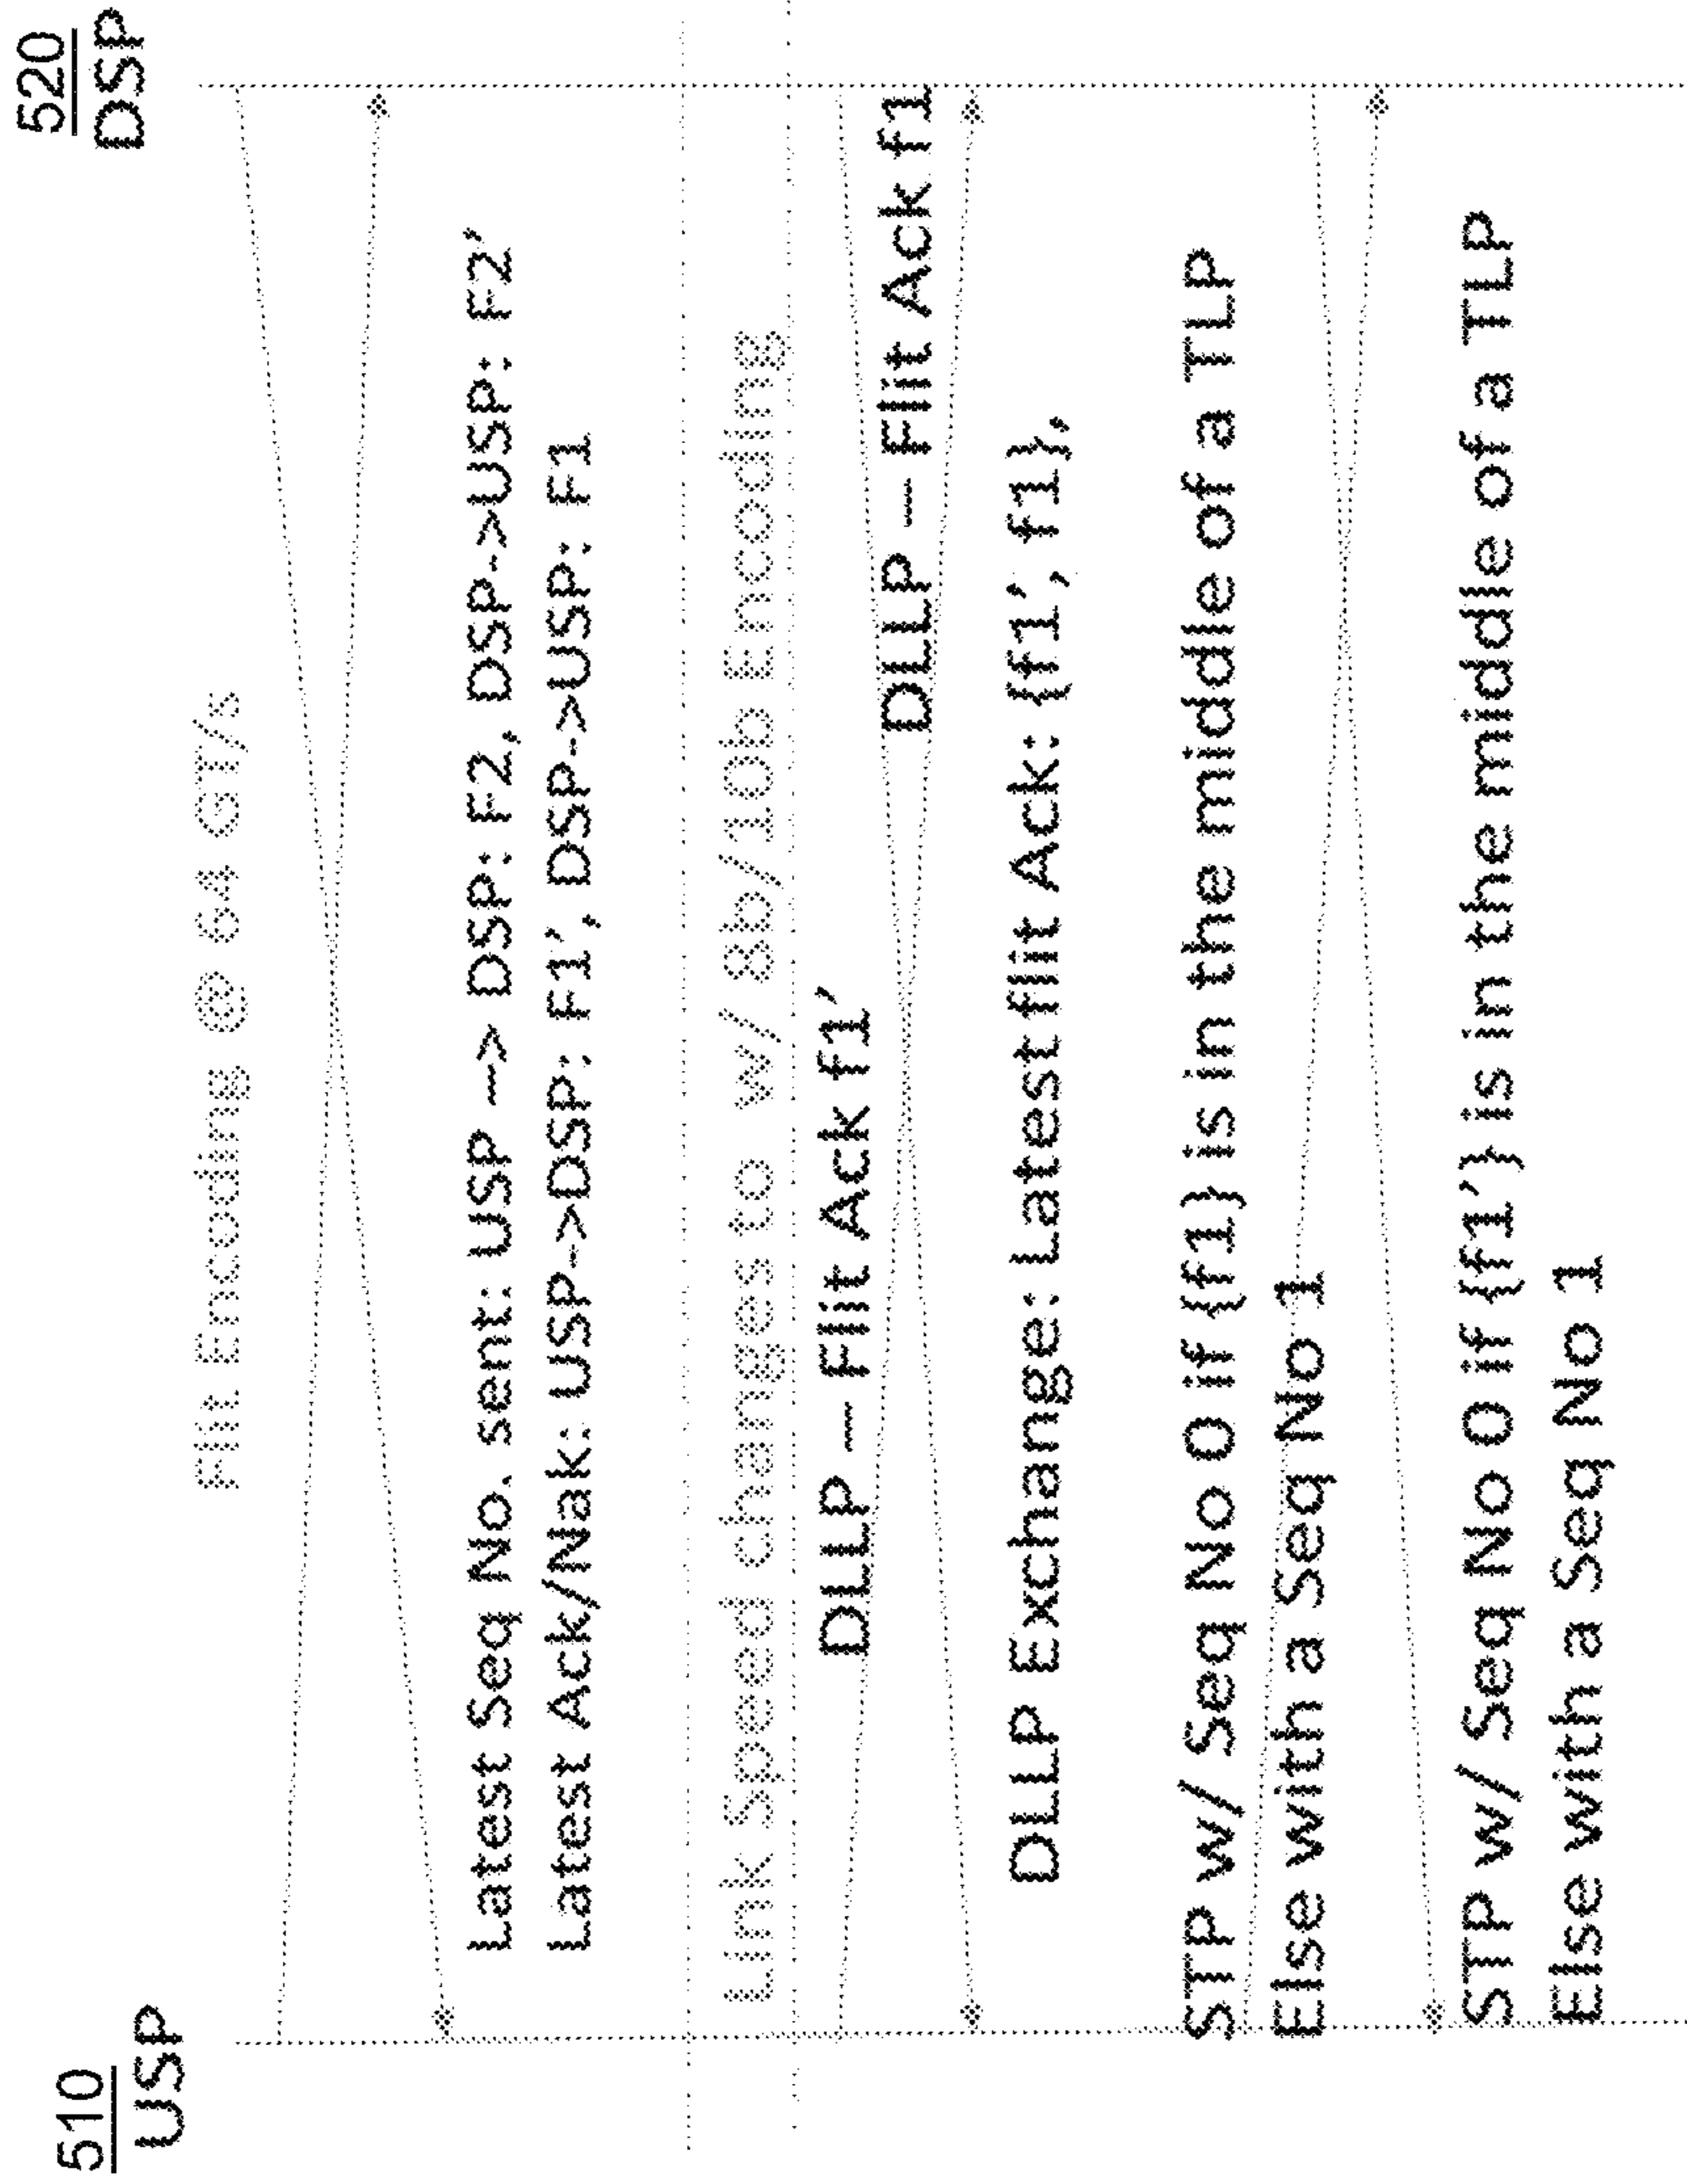 510
USP
520
DSP
Flit Encoding @ 64 GT/s
Latest Seq No. sent: USP --> DSP: F2, DSP->USP: F2'
Latest Ack/Nak: USP->DSP: F1', DSP->USP: F1
Link Speed changes to w/ 8b/10b Encoding
DLLP – Flit Ack f1'
DLLP – Flit Ack f1
DLLP Exchange: Latest flit Ack: {f1', f1},
STP w/ Seq No 0 if {f1} is in the middle of a TLP
Else with a Seq No 1
STP w/ Seq No 0 if {f1'} is in the middle of a TLP
Else with a Seq No 1